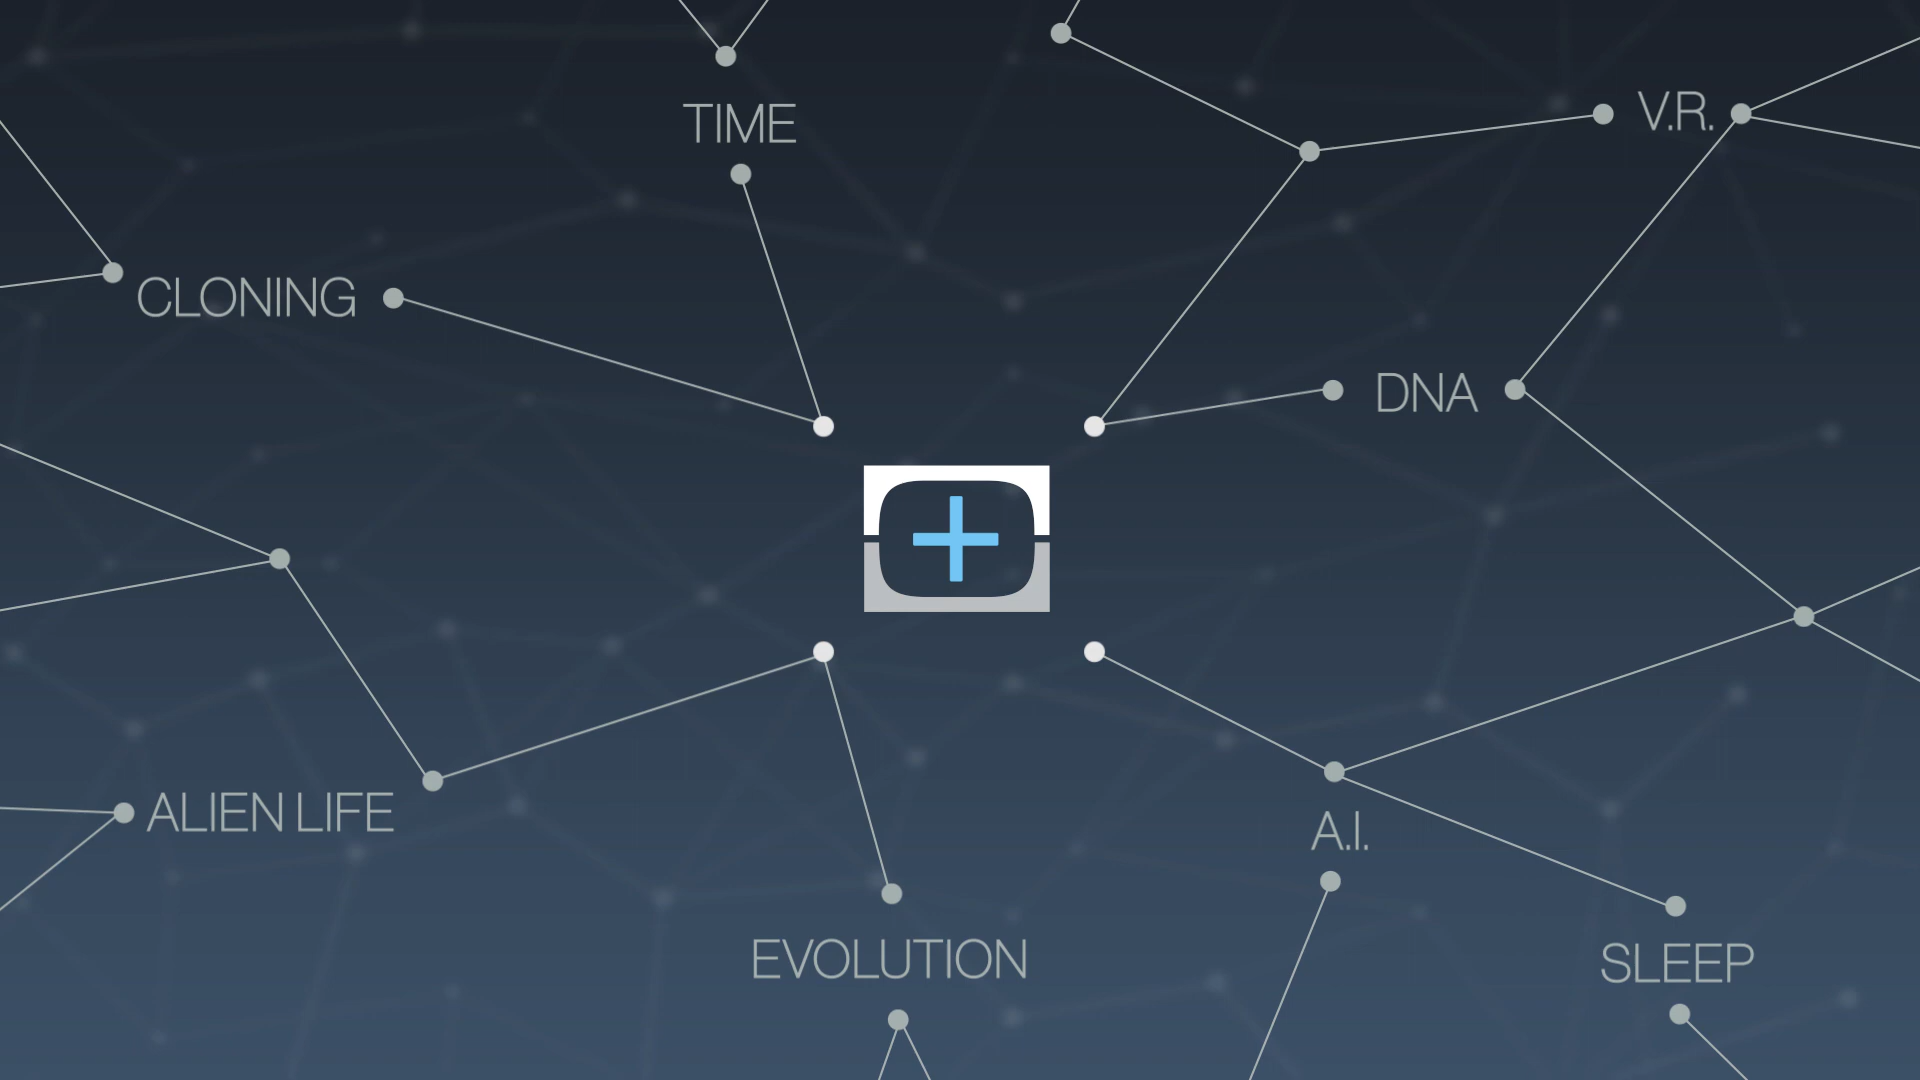 TIME
V.R.
CLONING
DNA
ALIEN LIFE
A.I.
EVOLUTION
SLEEP